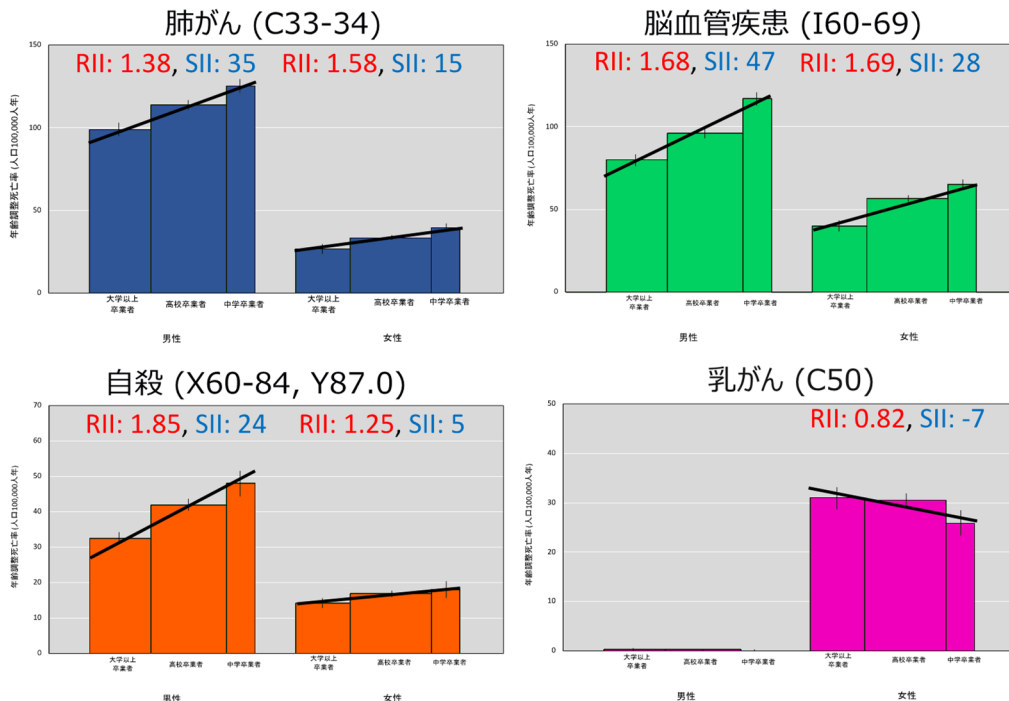 肺がん (C33-34)
RII: 1.38, SII: 35
RII: 1.58, SII: 15
年齢調整死亡率 (人口100,000人年)
150
100
50
0
大学以上
卒業者
高校卒業者
中学卒業者
大学以上
卒業者
高校卒業者
中学卒業者
男性
女性
脳血管疾患 (I60-69)
RII: 1.68, SII: 47
RII: 1.69, SII: 28
年齢調整死亡率 (人口100,000人年)
150
100
50
0
大学以上
卒業者
高校卒業者
中学卒業者
大学以上
卒業者
高校卒業者
中学卒業者
男性
女性
自殺 (X60-84, Y87.0)
RII: 1.85, SII: 24
RII: 1.25, SII: 5
年齢調整死亡率 (人口100,000人年)
70
60
50
40
30
20
10
0
大学以上
卒業者
高校卒業者
中学卒業者
大学以上
卒業者
高校卒業者
中学卒業者
男性
女性
乳がん (C50)
RII: 0.82, SII: -7
年齢調整死亡率 (人口100,000人年)
50
40
30
20
10
0
大学以上
卒業者
高校卒業者
中学卒業者
大学以上
卒業者
高校卒業者
中学卒業者
男性
女性